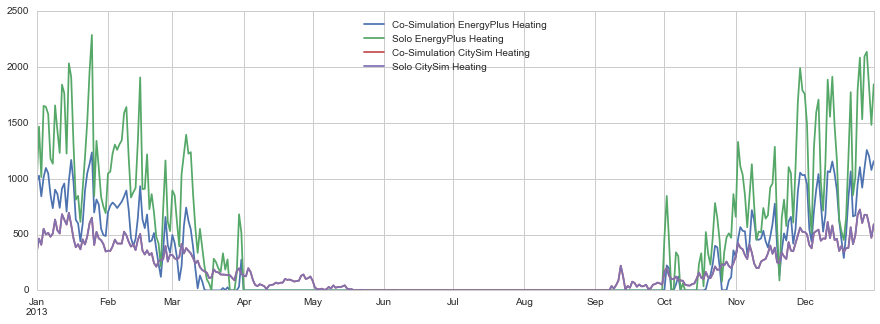 2500
2000
1500
1000
500
0
Co-Simulation EnergyPlus Heating
Solo EnergyPlus Heating
Co-Simulation CitySim Heating
Solo CitySim Heating
Jan Feb Mar Apr May Jun Jul Aug Sep Oct Nov Dec
2013